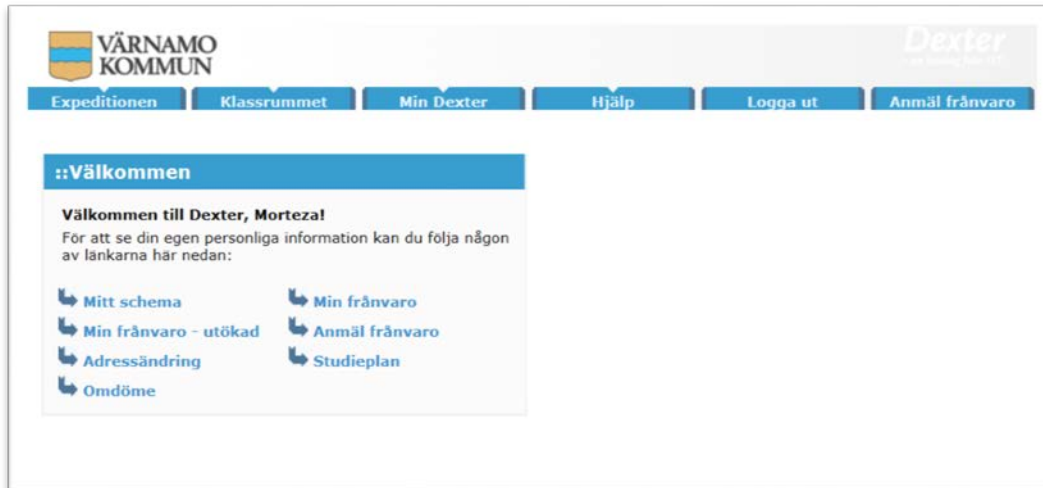 VÄRNAMO
KOMMUN
Dexter
Expeditionen Klassrummet Min Dexter Hjälp Logga ut Anmäl frånvaro
::Välkommen
Välkommen till Dexter, Morteza!
För att se din egen personliga information kan du följa någon
av länkarna här nedan:
Mitt schema Min frånvaro
Min frånvaro - utökad Anmäl frånvaro
Adressändring Studieplan
Omdöme